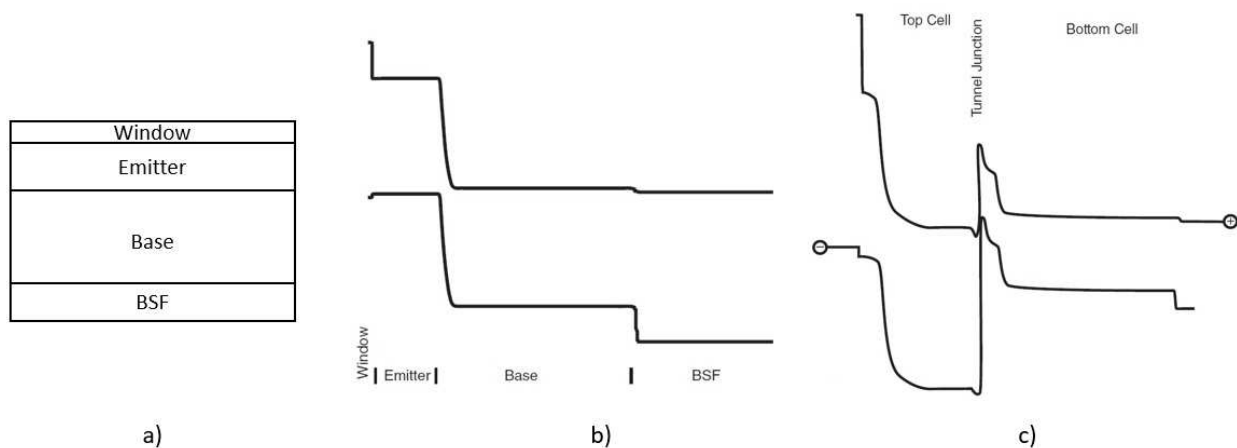 Window
Emitter
Base
BSF
a)
Window
Emitter
Base
BSF
b)
Top Cell
Tunnel Junction
Bottom Cell
−
+
c)